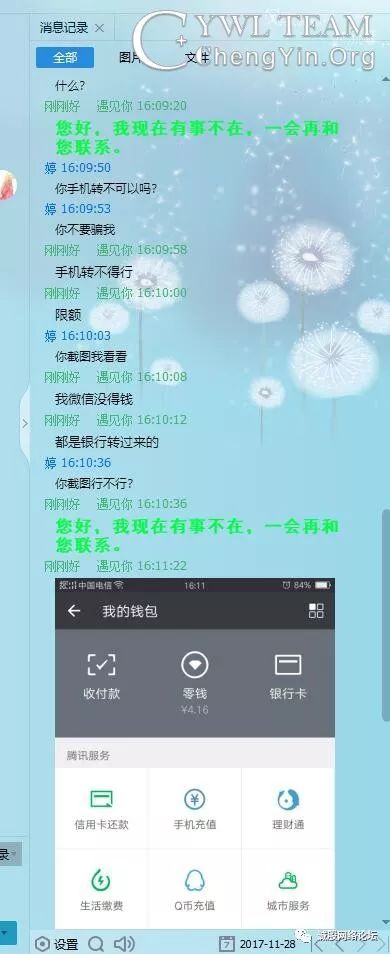 CYWL TEAM
ChengYin.Org
消息记录
全部
图片
文件
什么?
刚刚好 遇见你 16:09:20
您好，我现在有事不在，一会再和
您联系。
婷 16:09:50
你手机转不可以吗?
婷 16:09:53
你不要骗我
刚刚好 遇见你 16:09:58
手机转不得行
刚刚好 遇见你 16:10:00
限额
婷 16:10:03
你截图我看看
刚刚好 遇见你 16:10:08
我微信没得钱
刚刚好 遇见你 16:10:12
都是银行转过来的
婷 16:10:36
你截图行不行?
刚刚好 遇见你 16:10:36
您好，我现在有事不在，一会再和
您联系。
刚刚好 遇见你 16:11:22
中国电信 16:11 84%
我的钱包
收付款 零钱 银行卡
¥4.16
腾讯服务
信用卡还款 手机充值 理财通
生活缴费 Q币充值 城市服务
录
设置 7 2017-11-28